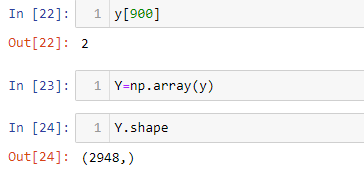 In [22]: 1 y[900]
Out[22]: 2
In [23]: 1 Y=np.array(y)
In [24]: 1 Y.shape
Out[24]: (2948,)